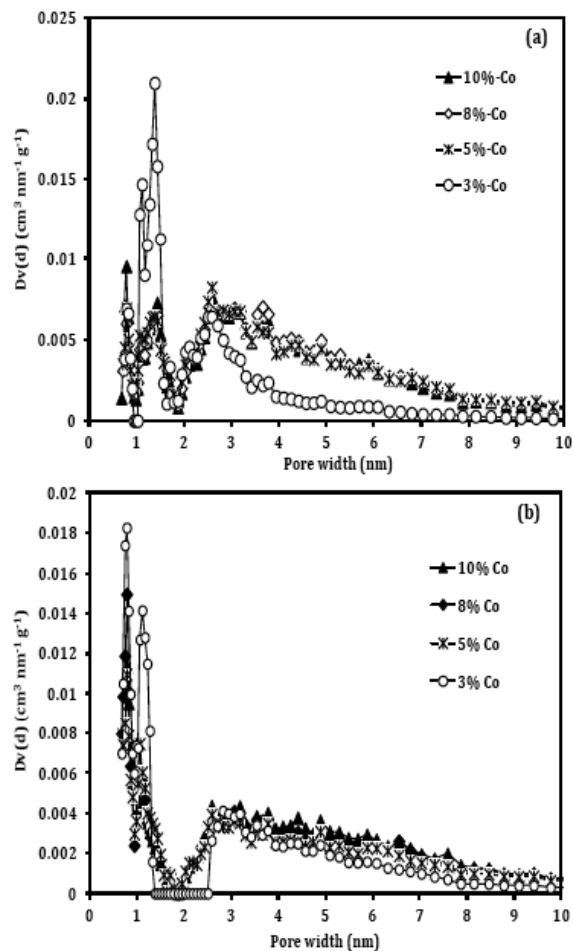 0.025
(a)
0.02
0.015
0.01
0.005
0
Dv(d) (cm³ nm⁻¹ g⁻¹)
10%-Co
8%-Co
5%-Co
3%-Co
0 1 2 3 4 5 6 7 8 9 10
Pore width (nm)
0.02
(b)
0.018
0.016
0.014
0.012
0.01
0.008
0.006
0.004
0.002
0
Dv(d) (cm³ nm⁻¹ g⁻¹)
10% Co
8% Co
5% Co
3% Co
0 1 2 3 4 5 6 7 8 9 10
Pore width (nm)